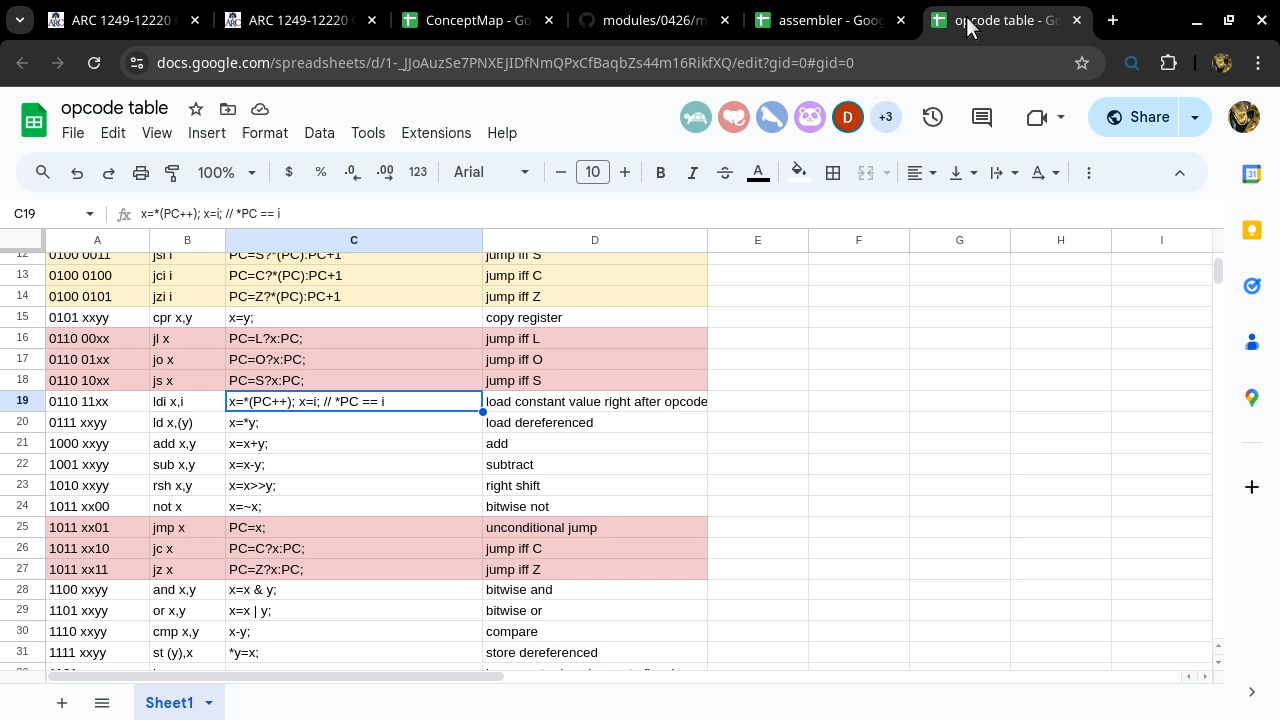 ARC 1249-12220
ARC 1249-12220
ConceptMap - Go
modules/0426/m
assembler - Goog
opcode table - Go
docs.google.com/spreadsheets/d/1-_JJoAuzSe7PNXEJIDfNmQPxCfBaqbZs44m16RikfXQ/edit?gid=0#gid=0
opcode table
D
+3
Share
File Edit View Insert Format Data Tools Extensions Help
100% $ % .0 .00 123 Arial 10 B I S A
C19 fx x=*(PC++); x=i; // *PC == i
A B C D E F G H I
12 0100 0011 jsi i PC=S?*(PC):PC+1 jump iff S
13 0100 0100 jci i PC=C?*(PC):PC+1 jump iff C
14 0100 0101 jzi i PC=Z?*(PC):PC+1 jump iff Z
15 0101 xxyy cpr x,y x=y; copy register
16 0110 00xx jl x PC=L?x:PC; jump iff L
17 0110 01xx jo x PC=O?x:PC; jump iff O
18 0110 10xx js x PC=S?x:PC; jump iff S
19 0110 11xx ldi x,i x=*(PC++); x=i; // *PC == i load constant value right after opcode
20 0111 xxyy ld x,(y) x=*y; load dereferenced
21 1000 xxyy add x,y x=x+y; add
22 1001 xxyy sub x,y x=x-y; subtract
23 1010 xxyy rsh x,y x=x>>y; right shift
24 1011 xx00 not x x=~x; bitwise not
25 1011 xx01 jmp x PC=x; unconditional jump
26 1011 xx10 jc x PC=C?x:PC; jump iff C
27 1011 xx11 jz x PC=Z?x:PC; jump iff Z
28 1100 xxyy and x,y x=x & y; bitwise and
29 1101 xxyy or x,y x=x | y; bitwise or
30 1110 xxyy cmp x,y x-y; compare
31 1111 xxyy st (y),x *y=x; store dereferenced
Sheet1
31